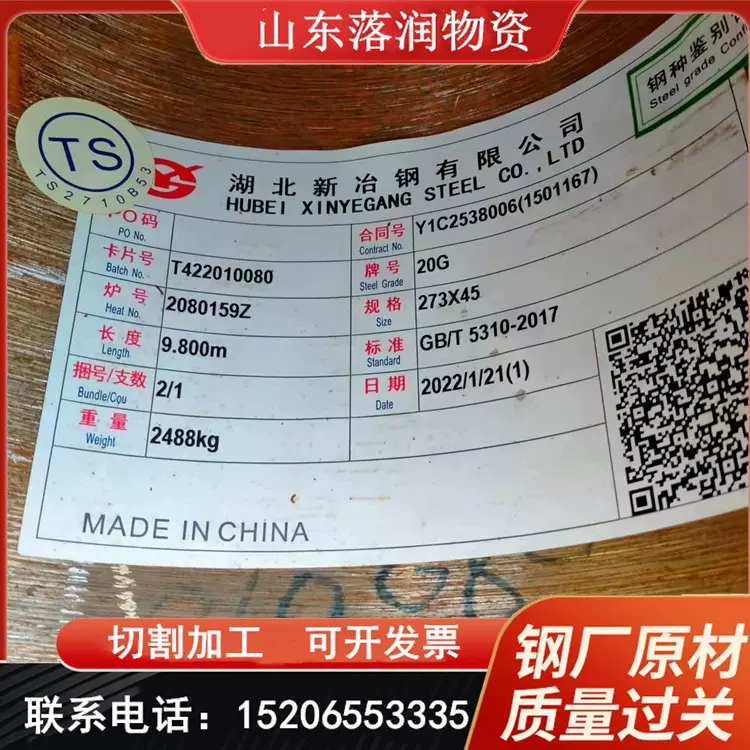 山东落润物资
钢种鉴别
Steel grade Conf
TS
TS2710B53
湖北新冶钢有限公司
HUBEI XINYEGANG STEEL CO.,LTD
PO码
PO No.
合同号
Contract No.
Y1C2538006(1501167)
卡片号
Batch No.
T422010080
牌号
Steel Grade
20G
炉号
Heat No.
2080159Z
规格
Size
273X45
长度
Length
9.800m
标准
Standard
GB/T 5310-2017
捆号/支数
Bundle/Cou
2/1
日期
Date
2022/1/21(1)
重量
Weight
2488kg
MADE IN CHINA
切割加工 可开发票
钢厂原材
质量过关
联系电话：15206553335